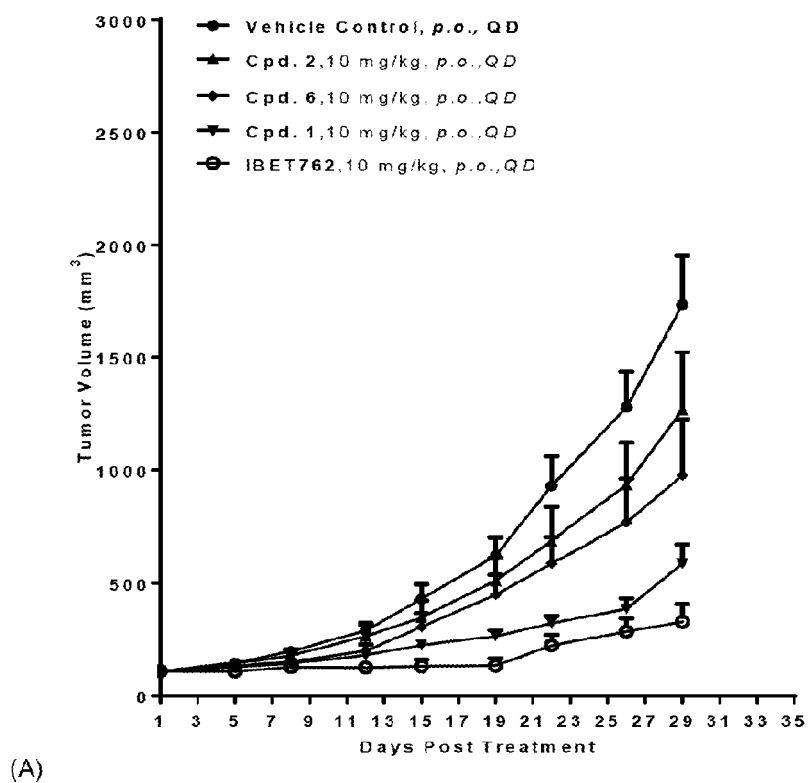 3000
Vehicle Control, p.o., QD
Cpd. 2,10 mg/kg, p.o.,QD
Cpd. 6,10 mg/kg, p.o.,QD
Cpd. 1,10 mg/kg, p.o.,QD
IBET762,10 mg/kg, p.o.,QD
2500
2000
1500
1000
500
0
Tumor Volume (mm³)
1 3 5 7 9 11 13 15 17 19 21 23 25 27 29 31 33 35
Days Post Treatment
(A)